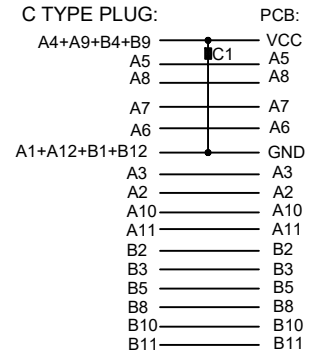 C TYPE PLUG: PCB:
A4+A9+B4+B9 VCC
C1
A5 A5
A8 A8
A7 A7
A6 A6
A1+A12+B1+B12 GND
A3 A3
A2 A2
A10 A10
A11 A11
B2 B2
B3 B3
B5 B5
B8 B8
B10 B10
B11 B11